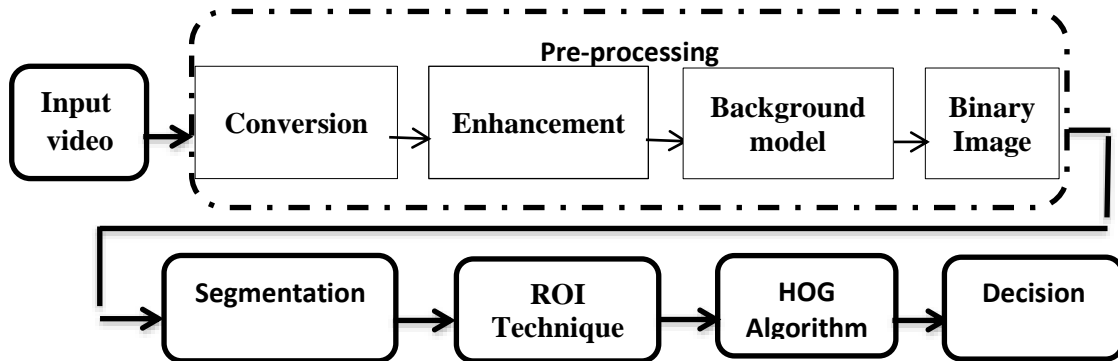 Pre-processing
Input
video
Conversion
Enhancement
Background
model
Binary
Image
Segmentation
ROI
Technique
HOG
Algorithm
Decision